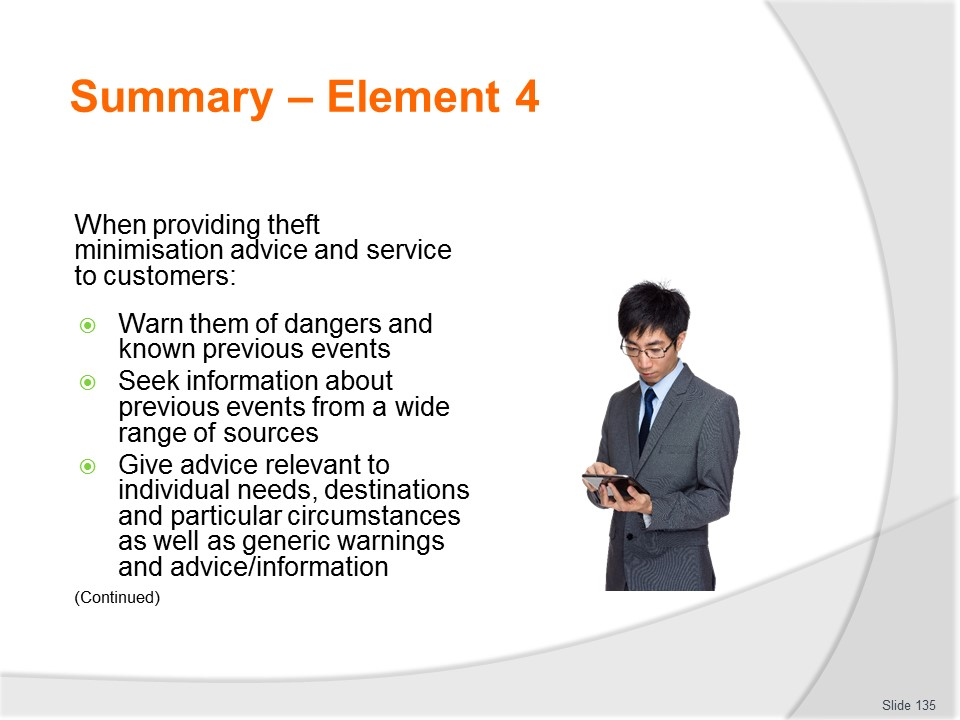 Summary – Element 4
When providing theft
minimisation advice and service
to customers:
Warn them of dangers and
known previous events
Seek information about
previous events from a wide
range of sources
Give advice relevant to
individual needs, destinations
and particular circumstances
as well as generic warnings
and advice/information
(Continued)
Slide 135